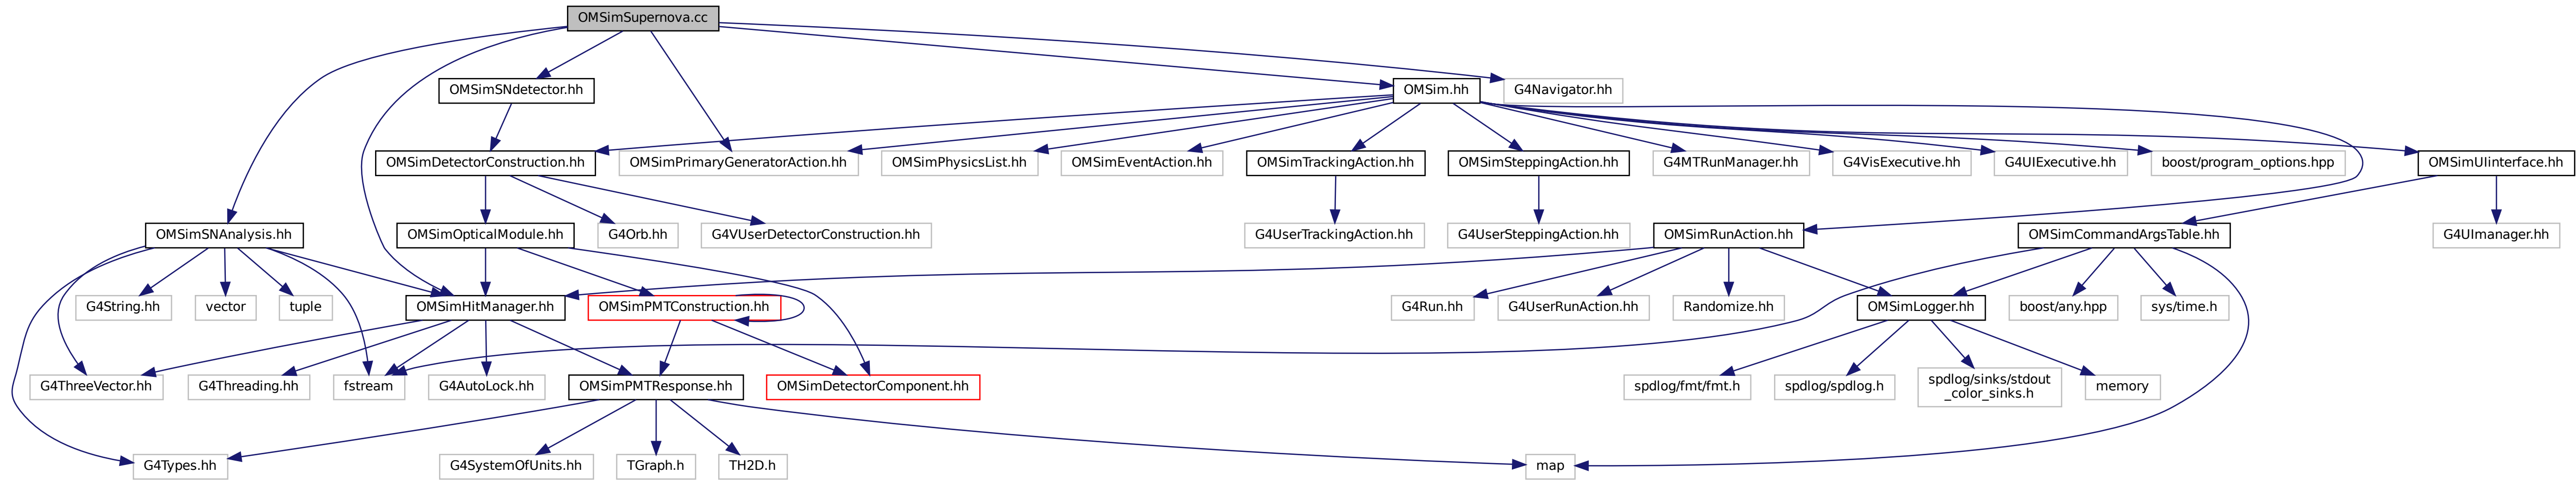 OMSimSupernova.cc
OMSimSNdetector.hh
OMSim.hh
G4Navigator.hh
OMSimDetectorConstruction.hh
OMSimPrimaryGeneratorAction.hh
OMSimPhysicsList.hh
OMSimEventAction.hh
OMSimTrackingAction.hh
OMSimSteppingAction.hh
G4MTRunManager.hh
G4VisExecutive.hh
G4UIExecutive.hh
boost/program_options.hpp
OMSimUIinterface.hh
OMSimSNAnalysis.hh
OMSimOpticalModule.hh
G4Orb.hh
G4VUserDetectorConstruction.hh
G4UserTrackingAction.hh
G4UserSteppingAction.hh
OMSimRunAction.hh
OMSimCommandArgsTable.hh
G4UImanager.hh
G4String.hh
vector
tuple
OMSimHitManager.hh
OMSimPMTConstruction.hh
G4Run.hh
G4UserRunAction.hh
Randomize.hh
OMSimLogger.hh
boost/any.hpp
sys/time.h
G4ThreeVector.hh
G4Threading.hh
fstream
G4AutoLock.hh
OMSimPMTResponse.hh
OMSimDetectorComponent.hh
spdlog/fmt/fmt.h
spdlog/spdlog.h
spdlog/sinks/stdout
_color_sinks.h
memory
G4Types.hh
G4SystemOfUnits.hh
TGraph.h
TH2D.h
map